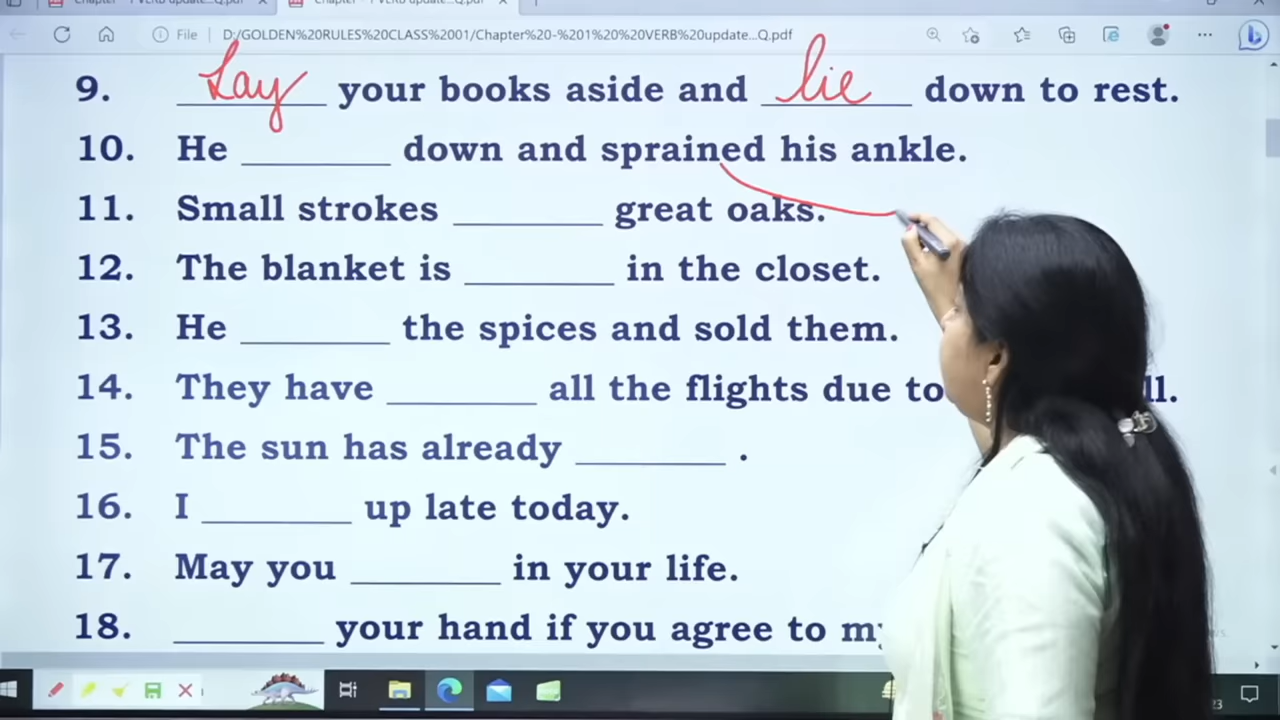 File D:/GOLDEN%20RULES%20CLASS%2001/Chapter%20-%201%20%20VERB%20update...Q.pdf
9. Lay your books aside and lie down to rest.
10. He ________ down and sprained his ankle.
11. Small strokes ________ great oaks.
12. The blanket is ________ in the closet.
13. He ________ the spices and sold them.
14. They have ________ all the flights due to
15. The sun has already ________ .
16. I ________ up late today.
17. May you ________ in your life.
18. ________ your hand if you agree to